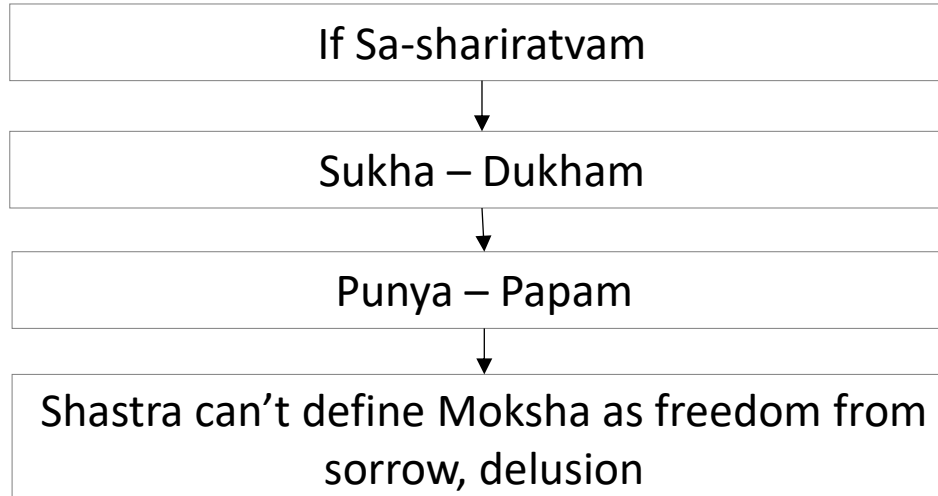 If Sa-shariratvam
Sukha – Dukham
Punya – Papam
Shastra can’t define Moksha as freedom from
sorrow, delusion